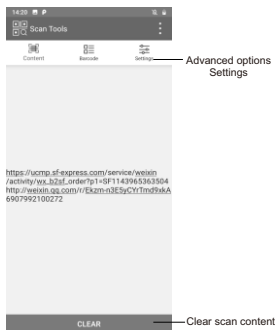 14:20 P
Scan Tools
Content Barcode Settings
Advanced options
Settings
https://ucmp.sf-express.com/service/weixin
/activity/wx_b2sf_order?p1=SF1143965363504
http://weixin.qq.com/r/Ekzm-n3E5yCYrTmd9xkA
6907992100272
CLEAR
Clear scan content